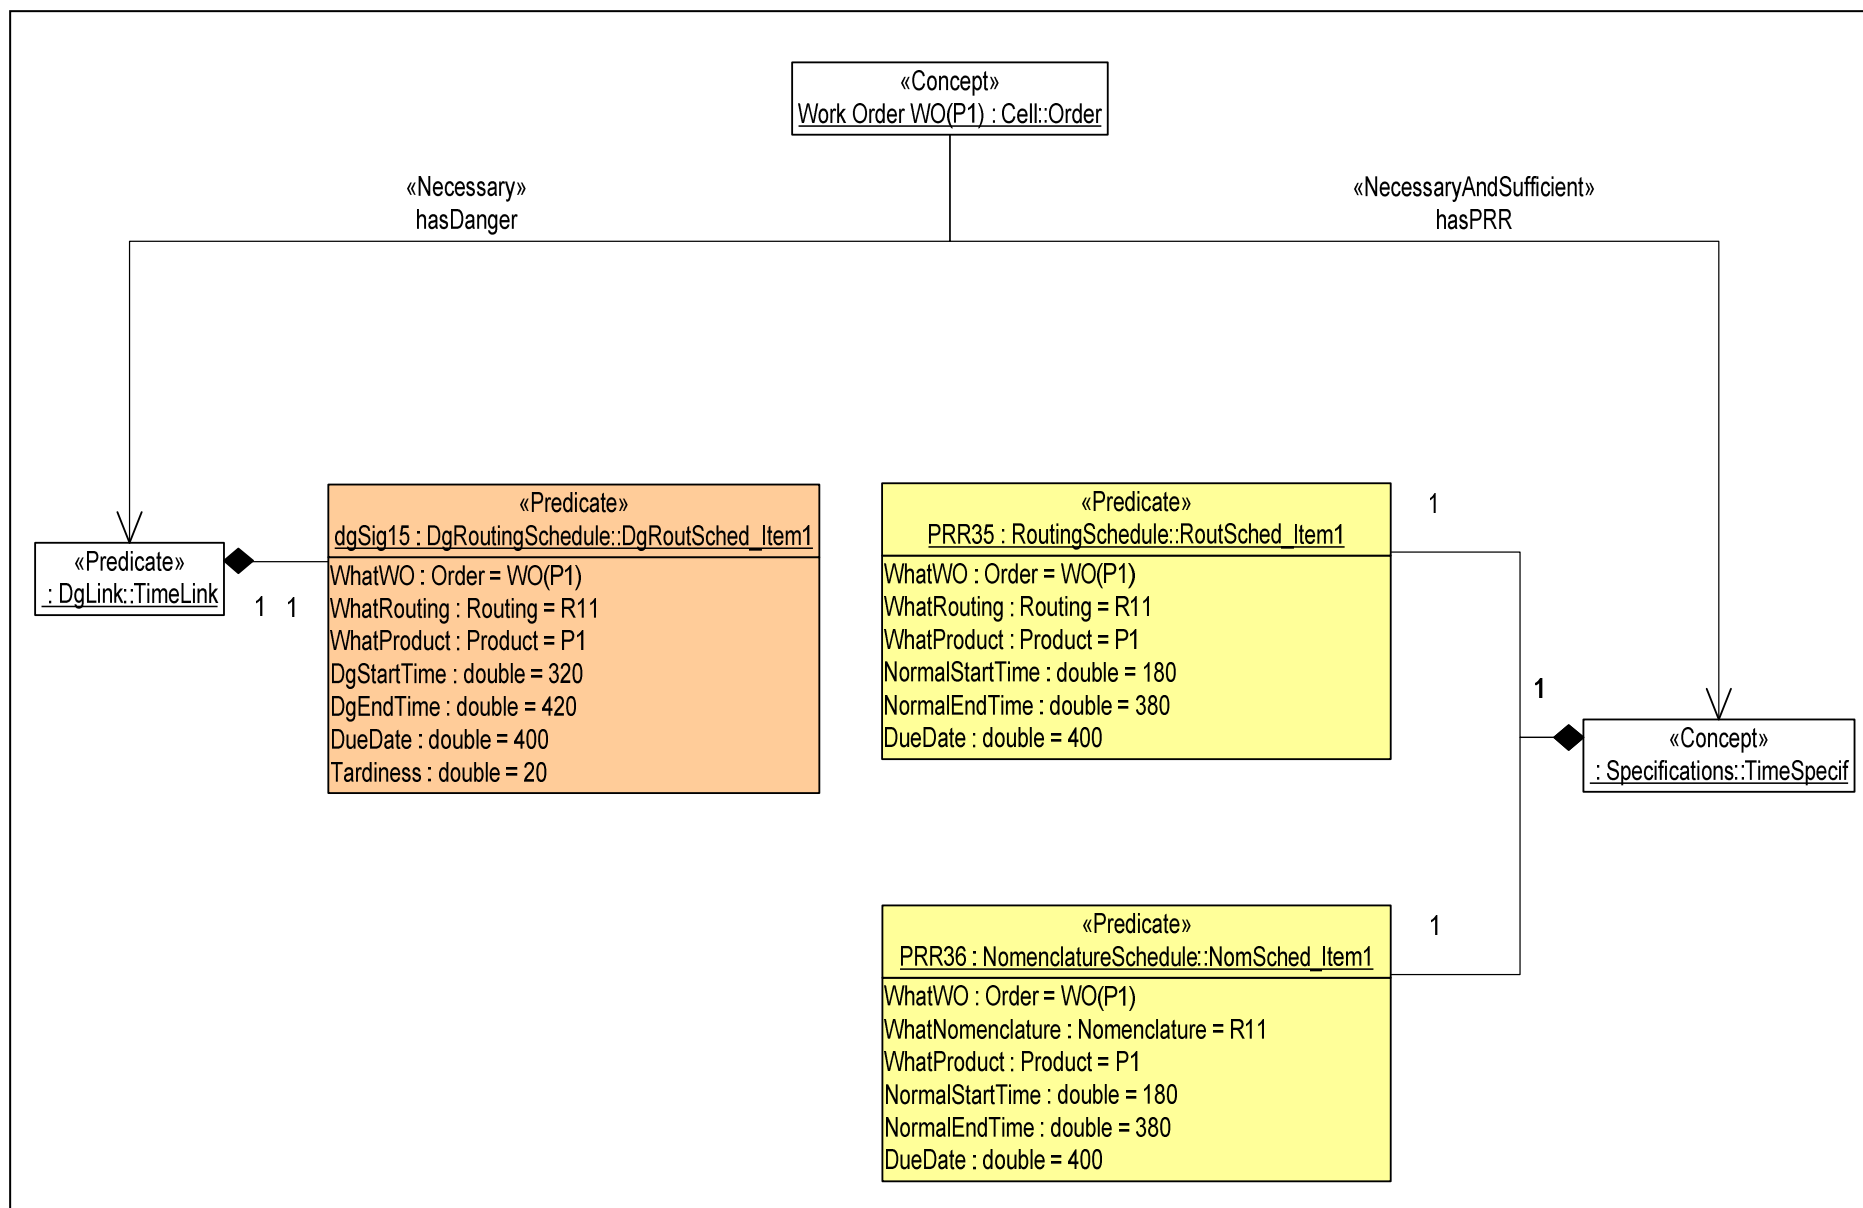 «Concept»
Work Order WO(P1) : Cell::Order
«Necessary»
hasDanger
«NecessaryAndSufficient»
hasPRR
«Predicate»
: DgLink::TimeLink
1 1
«Predicate»
dgSig15 : DgRoutingSchedule::DgRoutSched_Item1
WhatWO : Order = WO(P1)
WhatRouting : Routing = R11
WhatProduct : Product = P1
DgStartTime : double = 320
DgEndTime : double = 420
DueDate : double = 400
Tardiness : double = 20
«Predicate»
PRR35 : RoutingSchedule::RoutSched_Item1
WhatWO : Order = WO(P1)
WhatRouting : Routing = R11
WhatProduct : Product = P1
NormalStartTime : double = 180
NormalEndTime : double = 380
DueDate : double = 400
1
1
«Concept»
: Specifications::TimeSpecif
«Predicate»
PRR36 : NomenclatureSchedule::NomSched_Item1
WhatWO : Order = WO(P1)
WhatNomenclature : Nomenclature = R11
WhatProduct : Product = P1
NormalStartTime : double = 180
NormalEndTime : double = 380
DueDate : double = 400
1